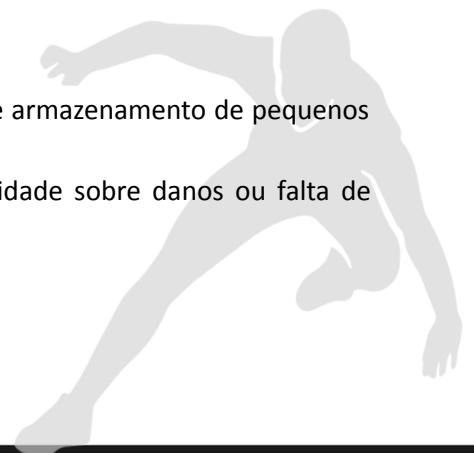 e armazenamento de pequenos
idade sobre danos ou falta de